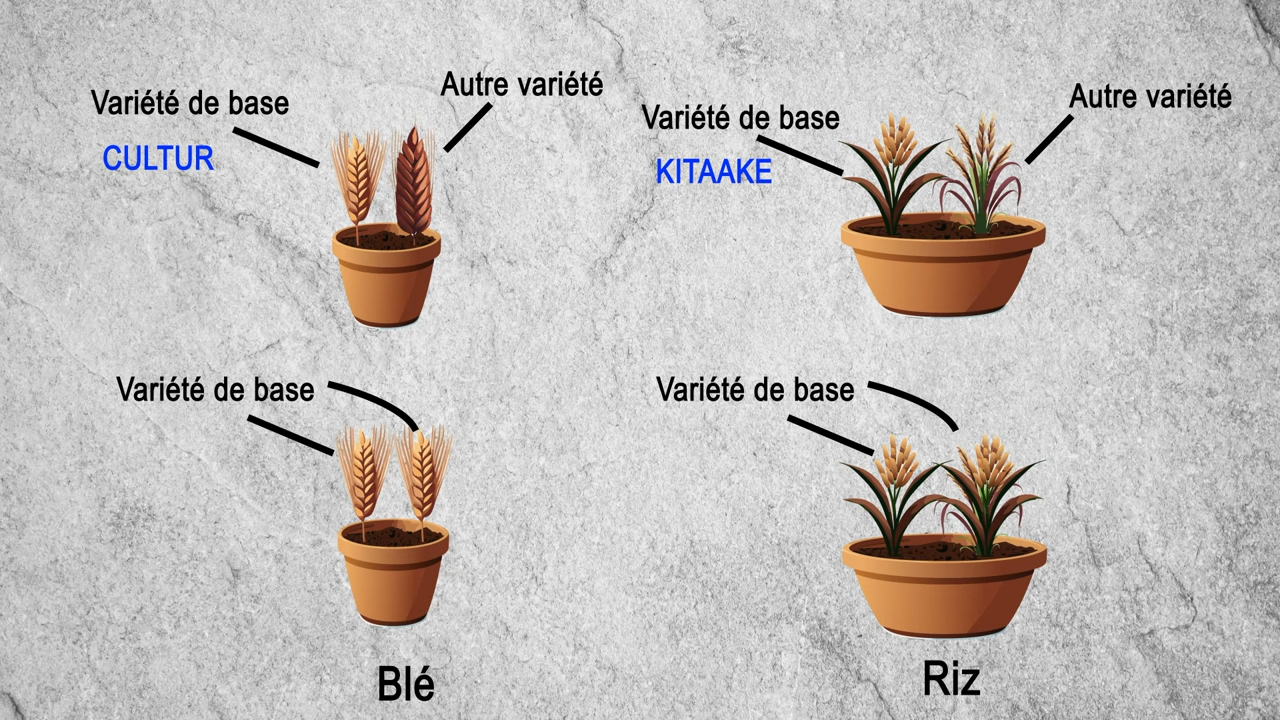 Variété de base
CULTUR
Autre variété
Variété de base
KITAAKE
Autre variété
Variété de base
Variété de base
Blé
Riz